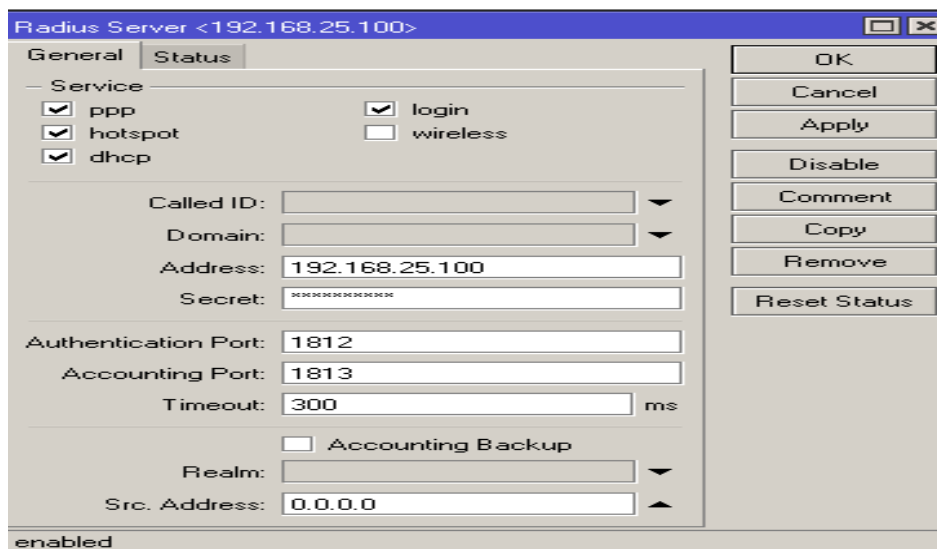 Radius Server <192.168.25.100>
General Status
Service
ppp login
hotspot wireless
dhcp
Called ID:
Domain:
Address: 192.168.25.100
Secret: **********
Authentication Port: 1812
Accounting Port: 1813
Timeout: 300 ms
Accounting Backup
Realm:
Src. Address: 0.0.0.0
enabled
OK
Cancel
Apply
Disable
Comment
Copy
Remove
Reset Status